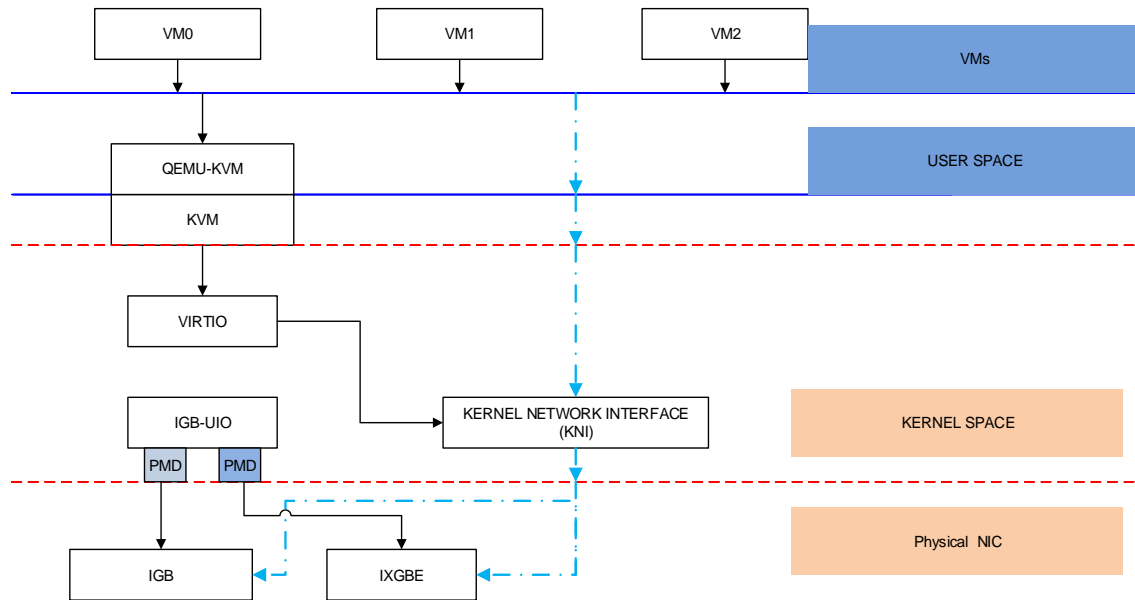 VM0
VM1
VM2
VMs
QEMU-KVM
USER SPACE
KVM
VIRTIO
IGB-UIO
KERNEL NETWORK INTERFACE
(KNI)
KERNEL SPACE
PMD
PMD
IGB
IXGBE
Physical NIC